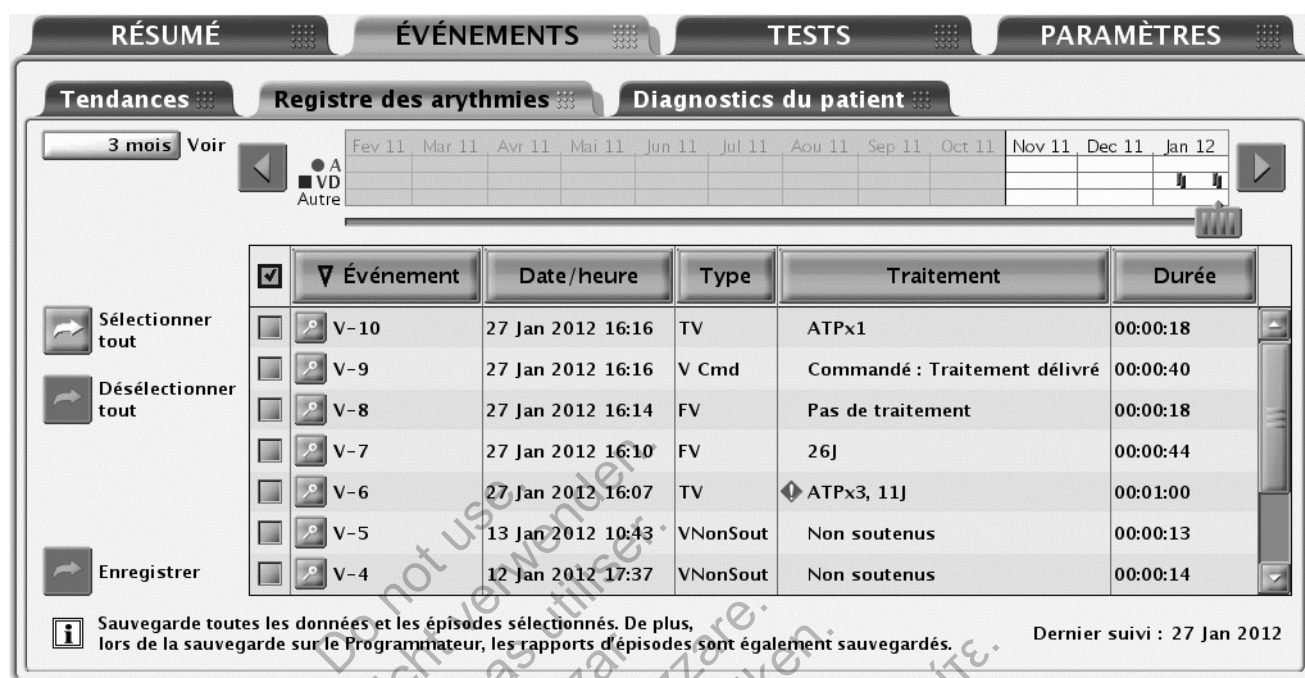 RÉSUMÉ ÉVÉNEMENTS TESTS PARAMÈTRES
Tendances Registre des arythmies Diagnostics du patient
3 mois Voir
Fev 11 Mar 11 Avr 11 Mai 11 Jun 11 Jul 11 Aou 11 Sep 11 Oct 11 Nov 11 Dec 11 Jan 12
A
VD
Autre
Événement Date/heure Type Traitement Durée
Sélectionner
tout
Désélectionner
tout
Enregistrer
V-10 27 Jan 2012 16:16 TV ATPx1 00:00:18
V-9 27 Jan 2012 16:16 V Cmd Commandé : Traitement délivré 00:00:40
V-8 27 Jan 2012 16:14 FV Pas de traitement 00:00:18
V-7 27 Jan 2012 16:10 FV 26J 00:00:44
V-6 27 Jan 2012 16:07 TV ATPx3, 11J 00:01:00
V-5 13 Jan 2012 10:43 VNonSout Non soutenus 00:00:13
V-4 12 Jan 2012 17:37 VNonSout Non soutenus 00:00:14
i Sauvegarde toutes les données et les épisodes sélectionnés. De plus,
lors de la sauvegarde sur le Programmateur, les rapports d'épisodes sont également sauvegardés.
Dernier suivi : 27 Jan 2012
Do not use.
verwenden.
utiliser.